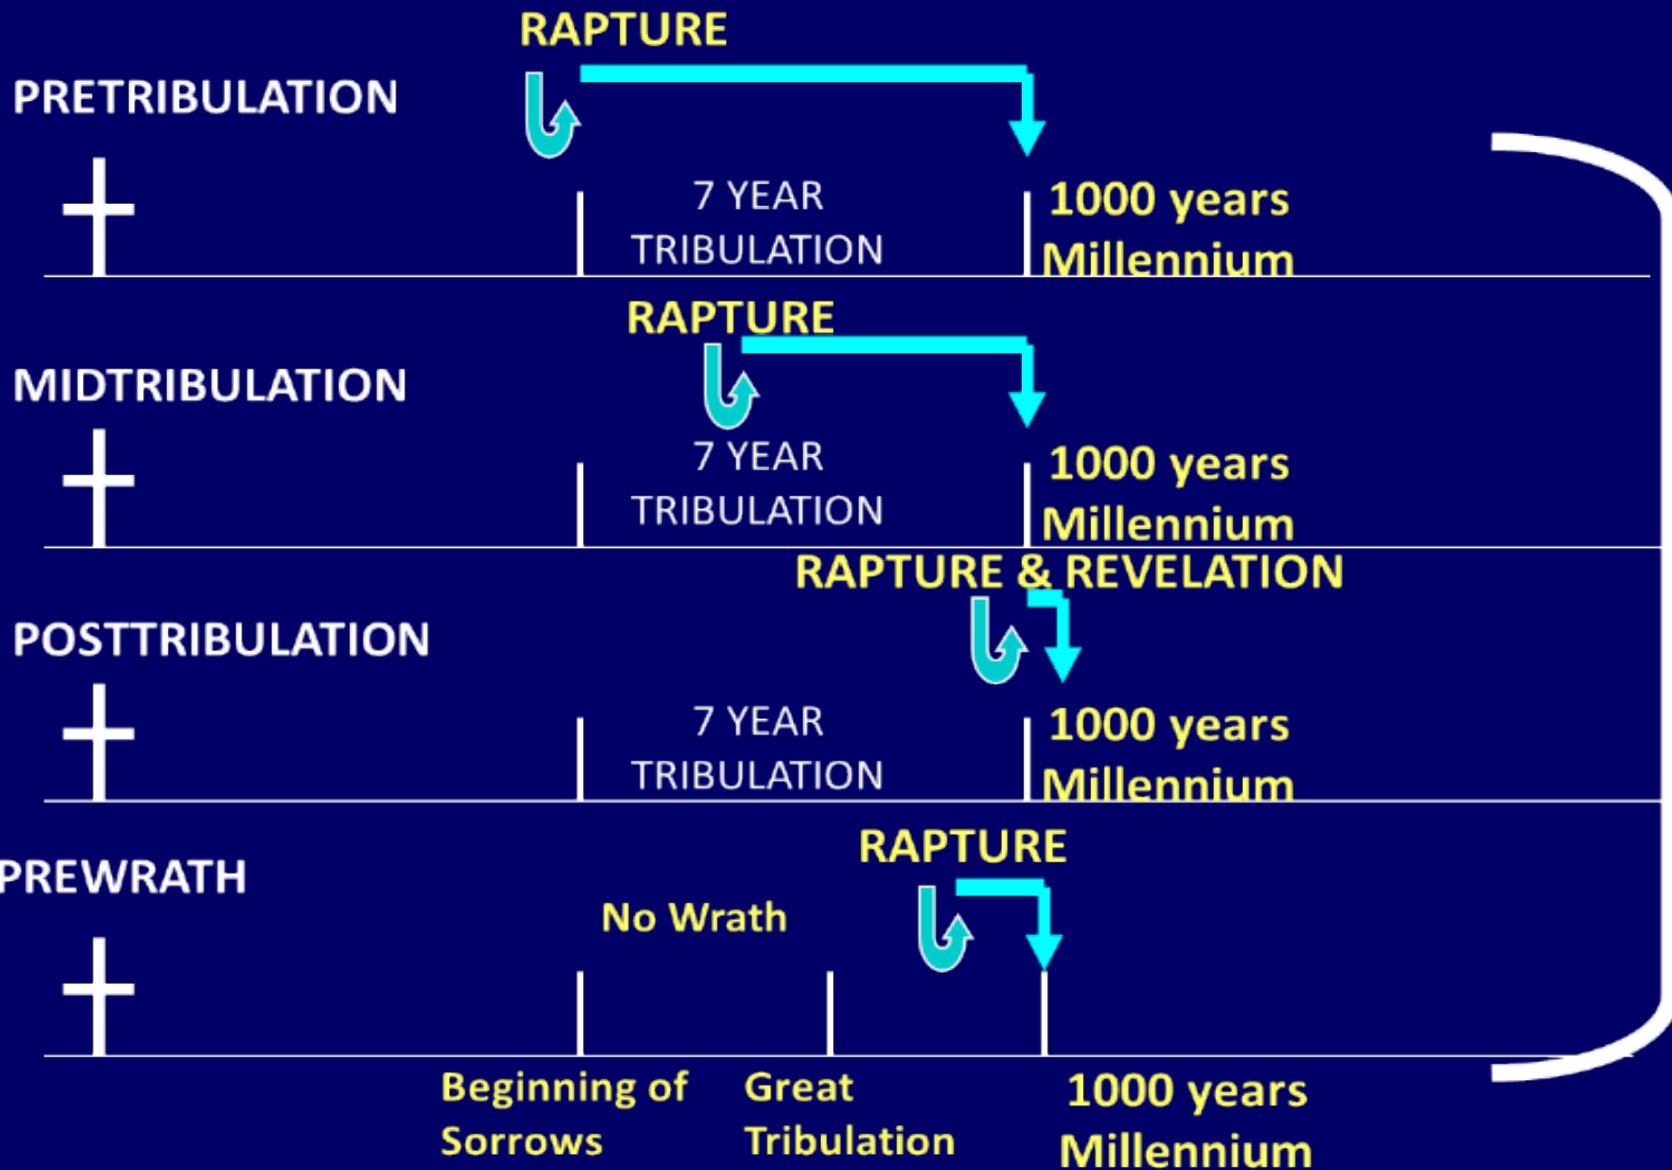 RAPTURE
PRETRIBULATION
7 YEAR
TRIBULATION
1000 years
Millennium
RAPTURE
MIDTRIBULATION
7 YEAR
TRIBULATION
1000 years
Millennium
RAPTURE & REVELATION
POSTTRIBULATION
7 YEAR
TRIBULATION
1000 years
Millennium
RAPTURE
PREWRATH
No Wrath
Beginning of
Sorrows
Great
Tribulation
1000 years
Millennium